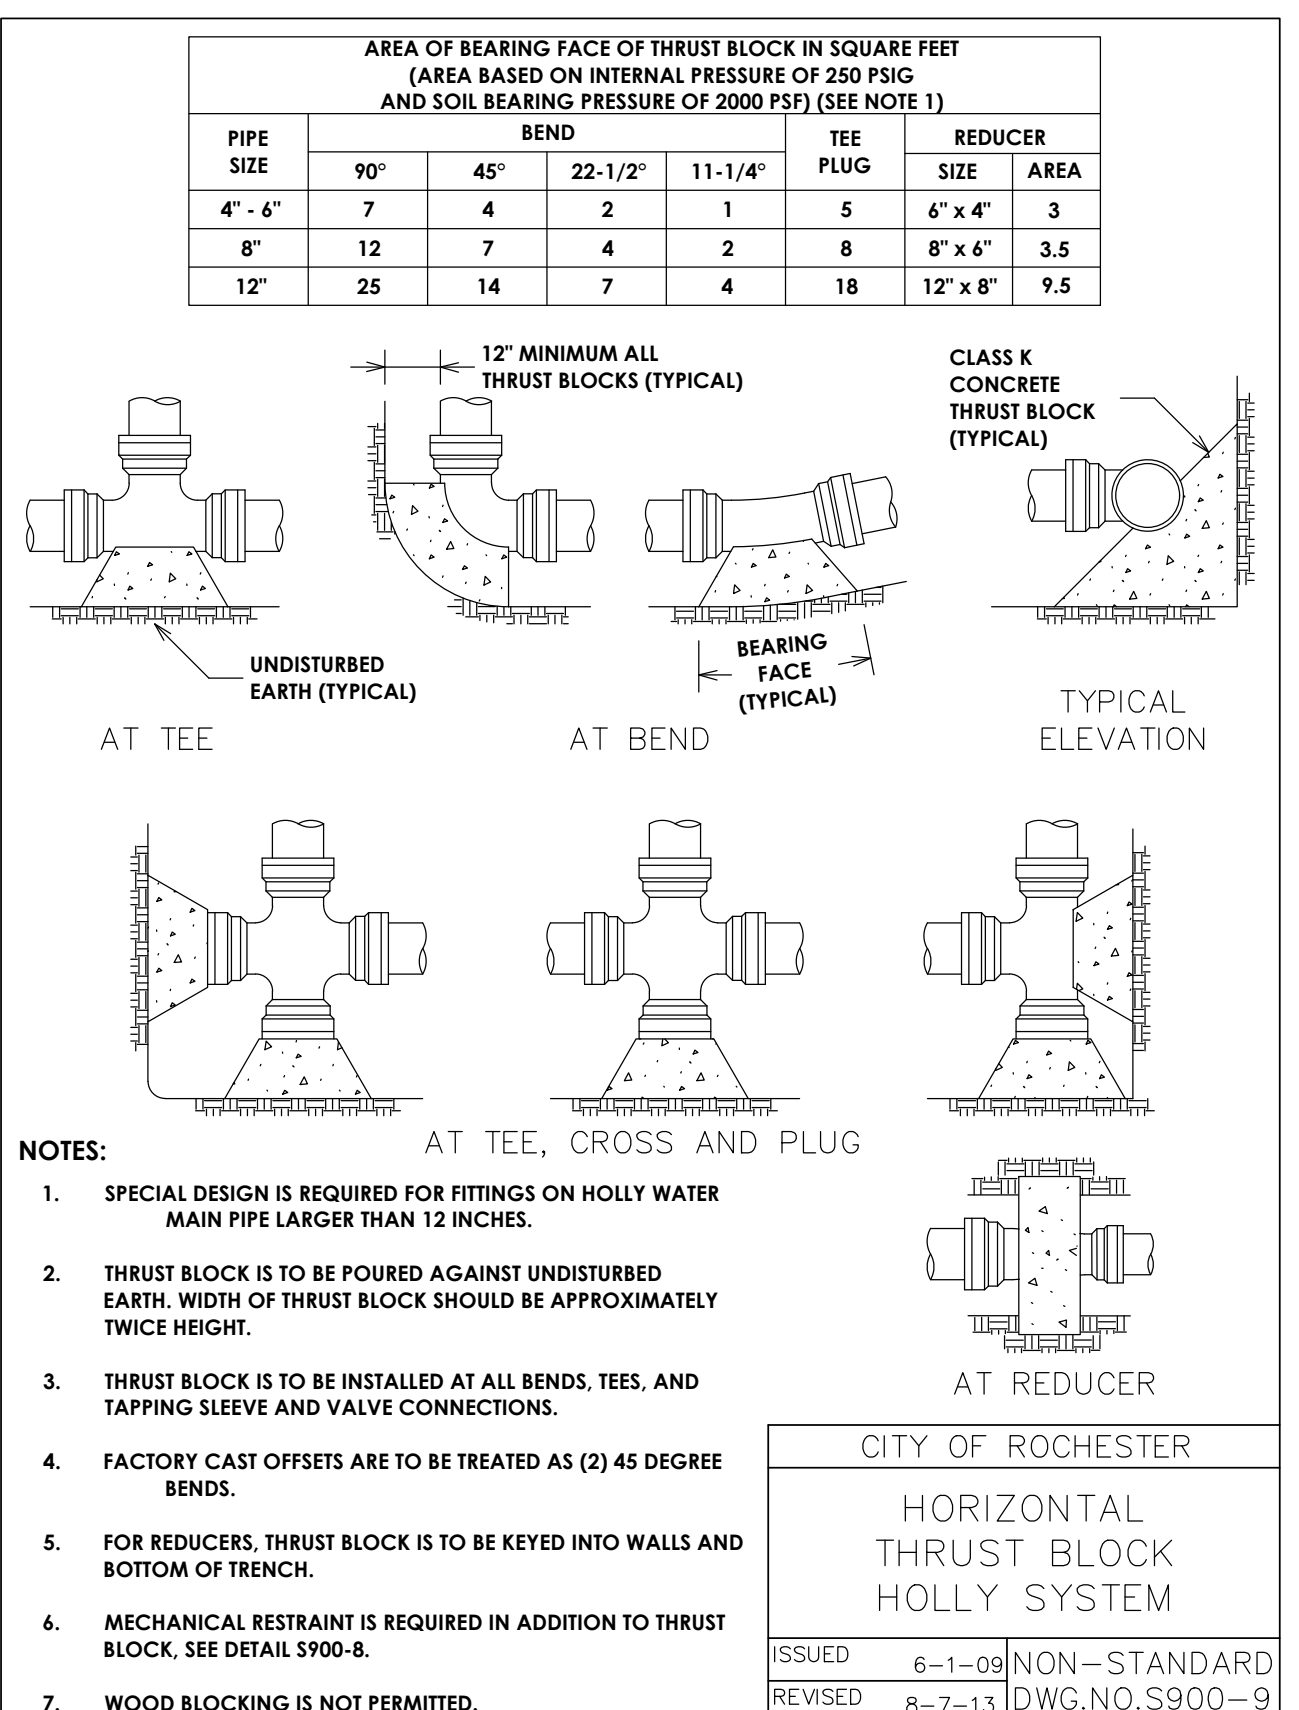 AREA OF BEARING FACE OF THRUST BLOCK IN SQUARE FEET
(AREA BASED ON INTERNAL PRESSURE OF 250 PSIG
AND SOIL BEARING PRESSURE OF 2000 PSF) (SEE NOTE 1)
PIPE SIZE BEND TEE PLUG REDUCER
90° 45° 22-1/2° 11-1/4° SIZE AREA
4" - 6" 7 4 2 1 5 6" x 4" 3
8" 12 7 4 2 8 8" x 6" 3.5
12" 25 14 7 4 18 12" x 8" 9.5
12" MINIMUM ALL
THRUST BLOCKS (TYPICAL)
CLASS K
CONCRETE
THRUST BLOCK
(TYPICAL)
UNDISTURBED
EARTH (TYPICAL)
BEARING
FACE
(TYPICAL)
AT TEE
AT BEND
TYPICAL
ELEVATION
AT TEE, CROSS AND PLUG
NOTES:
1. SPECIAL DESIGN IS REQUIRED FOR FITTINGS ON HOLLY WATER
MAIN PIPE LARGER THAN 12 INCHES.
2. THRUST BLOCK IS TO BE POURED AGAINST UNDISTURBED
EARTH. WIDTH OF THRUST BLOCK SHOULD BE APPROXIMATELY
TWICE HEIGHT.
3. THRUST BLOCK IS TO BE INSTALLED AT ALL BENDS, TEES, AND
TAPPING SLEEVE AND VALVE CONNECTIONS.
4. FACTORY CAST OFFSETS ARE TO BE TREATED AS (2) 45 DEGREE
BENDS.
5. FOR REDUCERS, THRUST BLOCK IS TO BE KEYED INTO WALLS AND
BOTTOM OF TRENCH.
6. MECHANICAL RESTRAINT IS REQUIRED IN ADDITION TO THRUST
BLOCK, SEE DETAIL S900-8.
7. WOOD BLOCKING IS NOT PERMITTED.
AT REDUCER
CITY OF ROCHESTER
HORIZONTAL
THRUST BLOCK
HOLLY SYSTEM
ISSUED 6-1-09
REVISED 8-7-13
NON-STANDARD
DWG.NO.S900-9